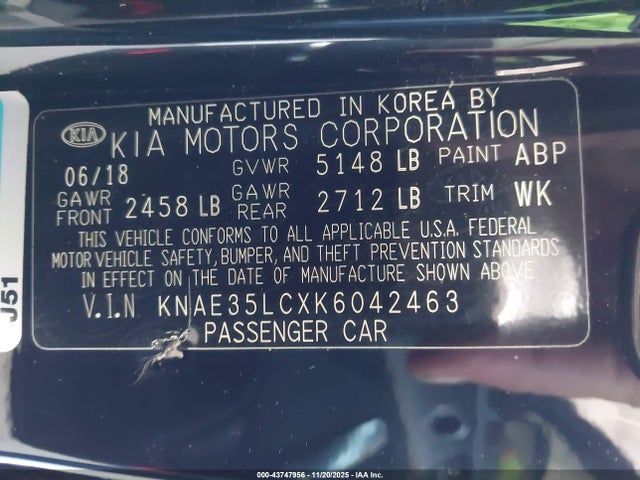 MANUFACTURED IN KOREA BY
KIA KIA MOTORS CORPORATION
06/18 GVWR 5148 LB PAINT ABP
GAWR FRONT 2458 LB GAWR REAR 2712 LB TRIM WK
THIS VEHICLE CONFORMS TO ALL APPLICABLE U.S.A. FEDERAL
MOTOR VEHICLE SAFETY, BUMPER, AND THEFT PREVENTION STANDARDS
IN EFFECT ON THE DATE OF MANUFACTURE SHOWN ABOVE
V.I.N KNAE35LCXK6042463
PASSENGER CAR
J51
000-43747956 - 11/20/2025 - IAA Inc.